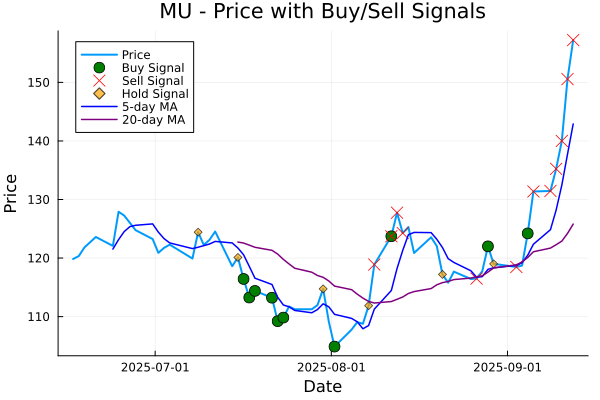 MU - Price with Buy/Sell Signals
Price
Buy Signal
Sell Signal
Hold Signal
5-day MA
20-day MA
150
140
130
120
110
Price
2025-07-01
2025-08-01
2025-09-01
Date